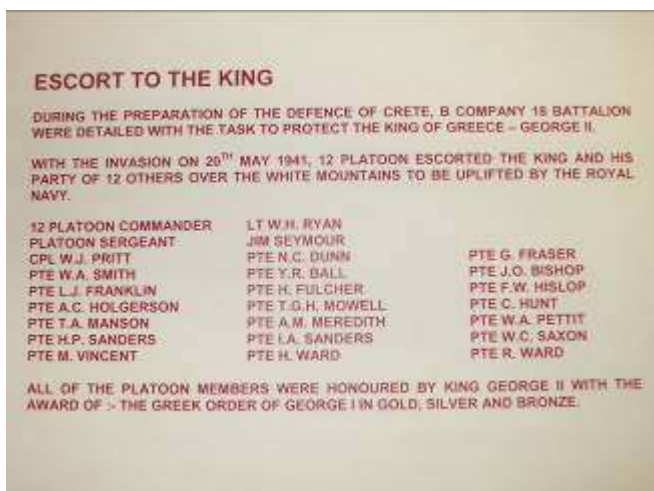 ESCORT TO THE KING
DURING THE PREPARATION OF THE DEFENCE OF CRETE, B COMPANY 18 BATTALION
WERE DETAILED WITH THE TASK TO PROTECT THE KING OF GREECE – GEORGE II.
WITH THE INVASION ON 20TH MAY 1941, 12 PLATOON ESCORTED THE KING AND HIS
PARTY OF 12 OTHERS OVER THE WHITE MOUNTAINS TO BE UPLIFTED BY THE ROYAL
NAVY.
12 PLATOON COMMANDER LT W.H. RYAN
PLATOON SERGEANT JIM SEYMOUR
CPL W.J. PRITT PTE N.C. DUNN PTE G. FRASER
PTE W.A. SMITH PTE Y.R. BALL PTE J.O. BISHOP
PTE L.J. FRANKLIN PTE H. FULCHER PTE F.W. HISLOP
PTE A.C. HOLGERSON PTE T.G.H. MOWELL PTE C. HUNT
PTE T.A. MANSON PTE A.M. MEREDITH PTE W.A. PETTIT
PTE H.P. SANDERS PTE I.A. SANDERS PTE W.C. SAXON
PTE M. VINCENT PTE H. WARD PTE R. WARD
ALL OF THE PLATOON MEMBERS WERE HONOURED BY KING GEORGE II WITH THE
AWARD OF :- THE GREEK ORDER OF GEORGE I IN GOLD, SILVER AND BRONZE.